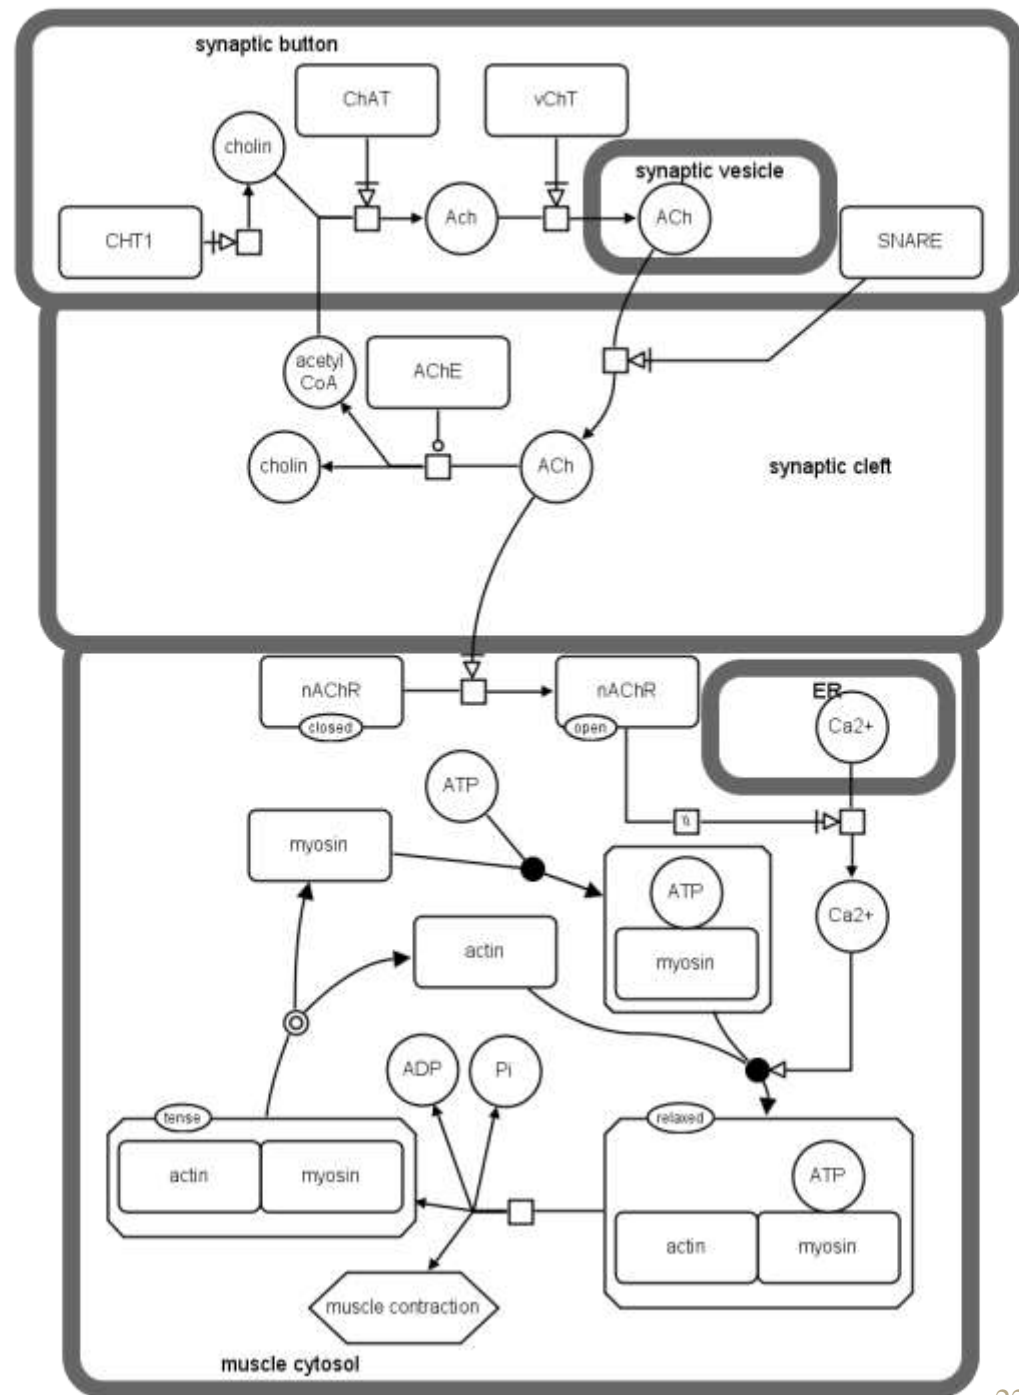 synaptic button
ChAT
vChT
cholin
synaptic vesicle
CHT1
Ach
ACh
SNARE
acetyl
CoA
AChE
cholin
ACh
synaptic cleft
nAChR
closed
nAChR
open
ER
Ca2+
ATP
myosin
ATP
myosin
Ca2+
actin
ADP
Pi
tense
actin
myosin
relaxed
ATP
actin
myosin
muscle contraction
muscle cytosol